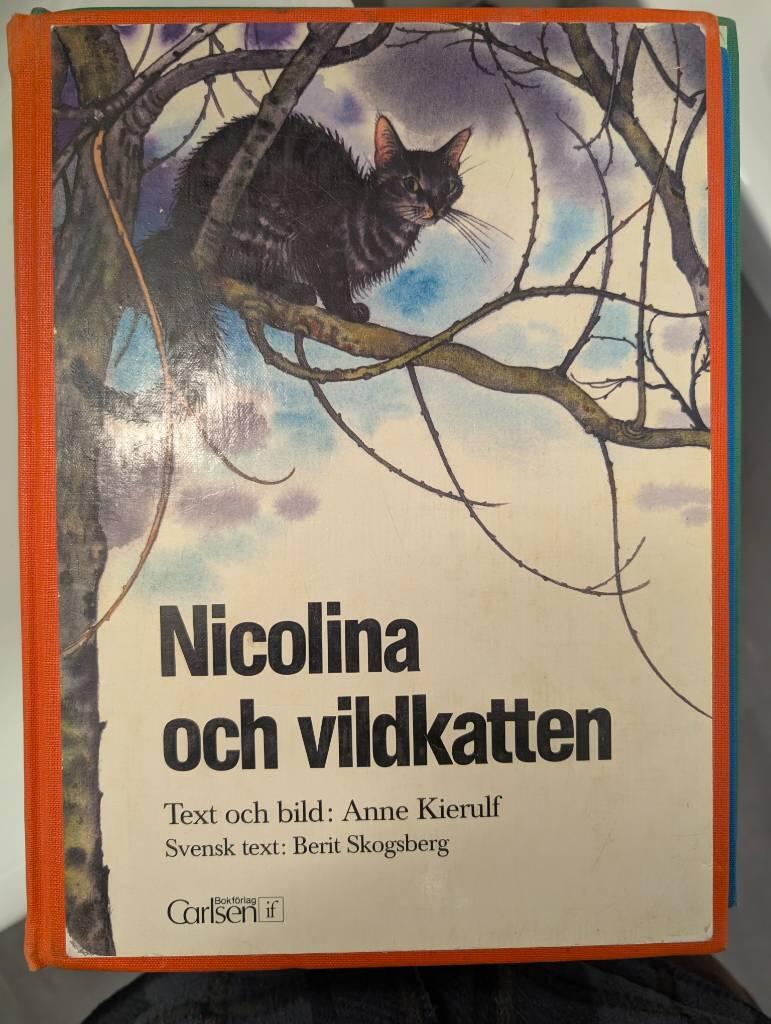 Nicolina
och vildkatten
Text och bild: Anne Kierulf
Svensk text: Berit Skogsberg
Bokförlag
Carlsen if